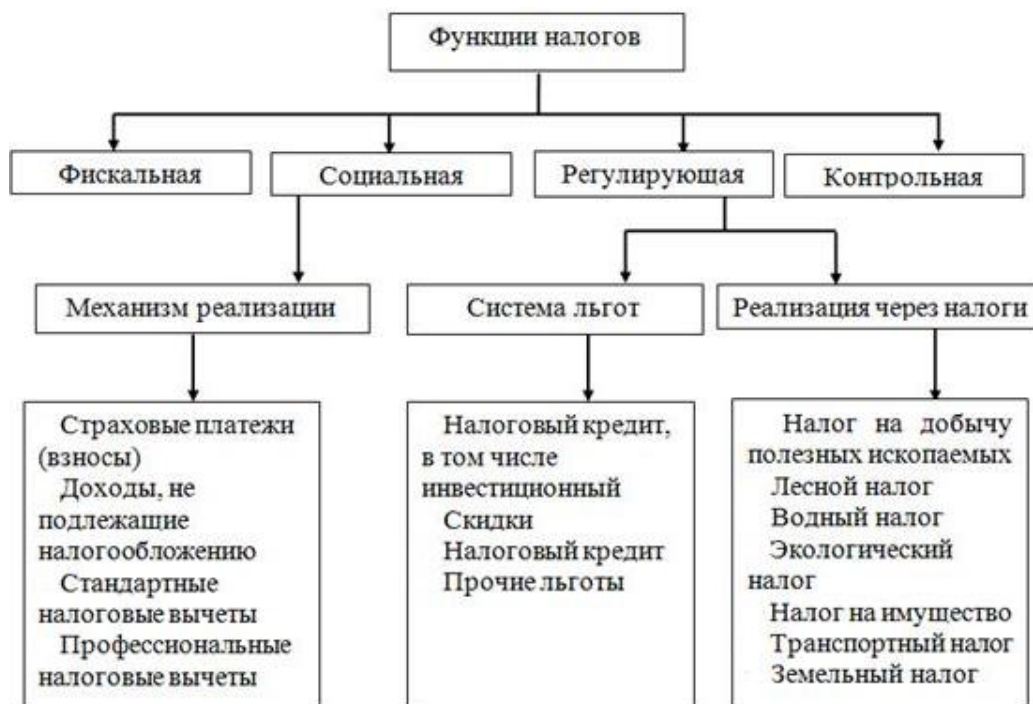 Функции налогов
Фискальная
Социальная
Регулирующая
Контрольная
Механизм реализации
Система льгот
Реализация через налоги
Страховые платежи
(взносы)
Доходы, не
подлежащие
налогообложению
Стандартные
налоговые вычеты
Профессиональные
налоговые вычеты
Налоговый кредит,
в том числе
инвестиционный
Скидки
Налоговый кредит
Прочие льготы
Налог на добычу
полезных ископаемых
Лесной налог
Водный налог
Экологический
налог
Налог на имущество
Транспортный налог
Земельный налог